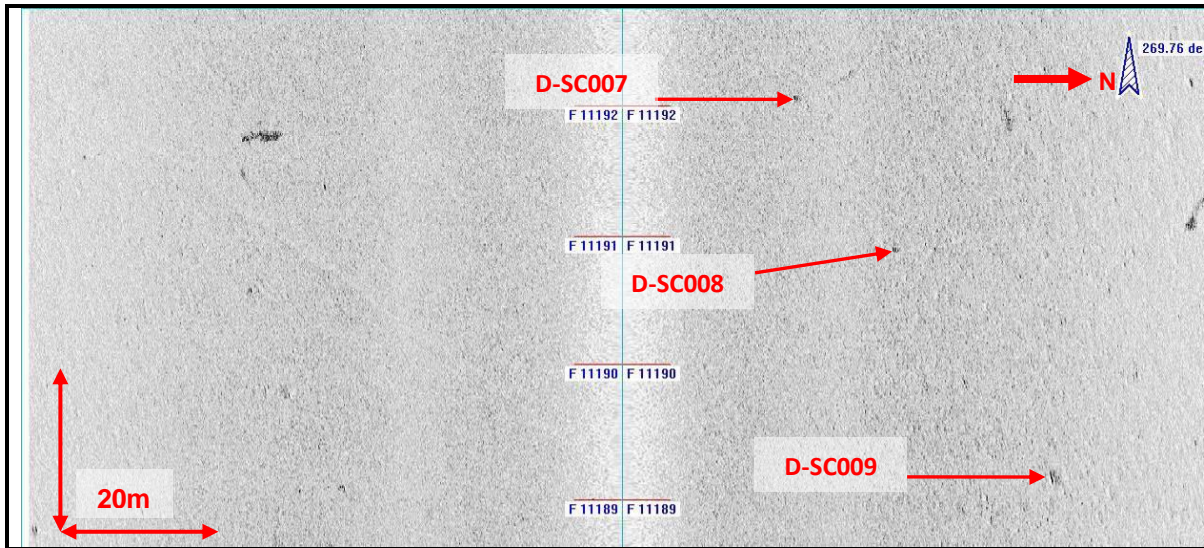 269.76 de
N
D-SC007
F 11192 F 11192
F 11191 F 11191
D-SC008
F 11190 F 11190
D-SC009
20m
F 11189 F 11189